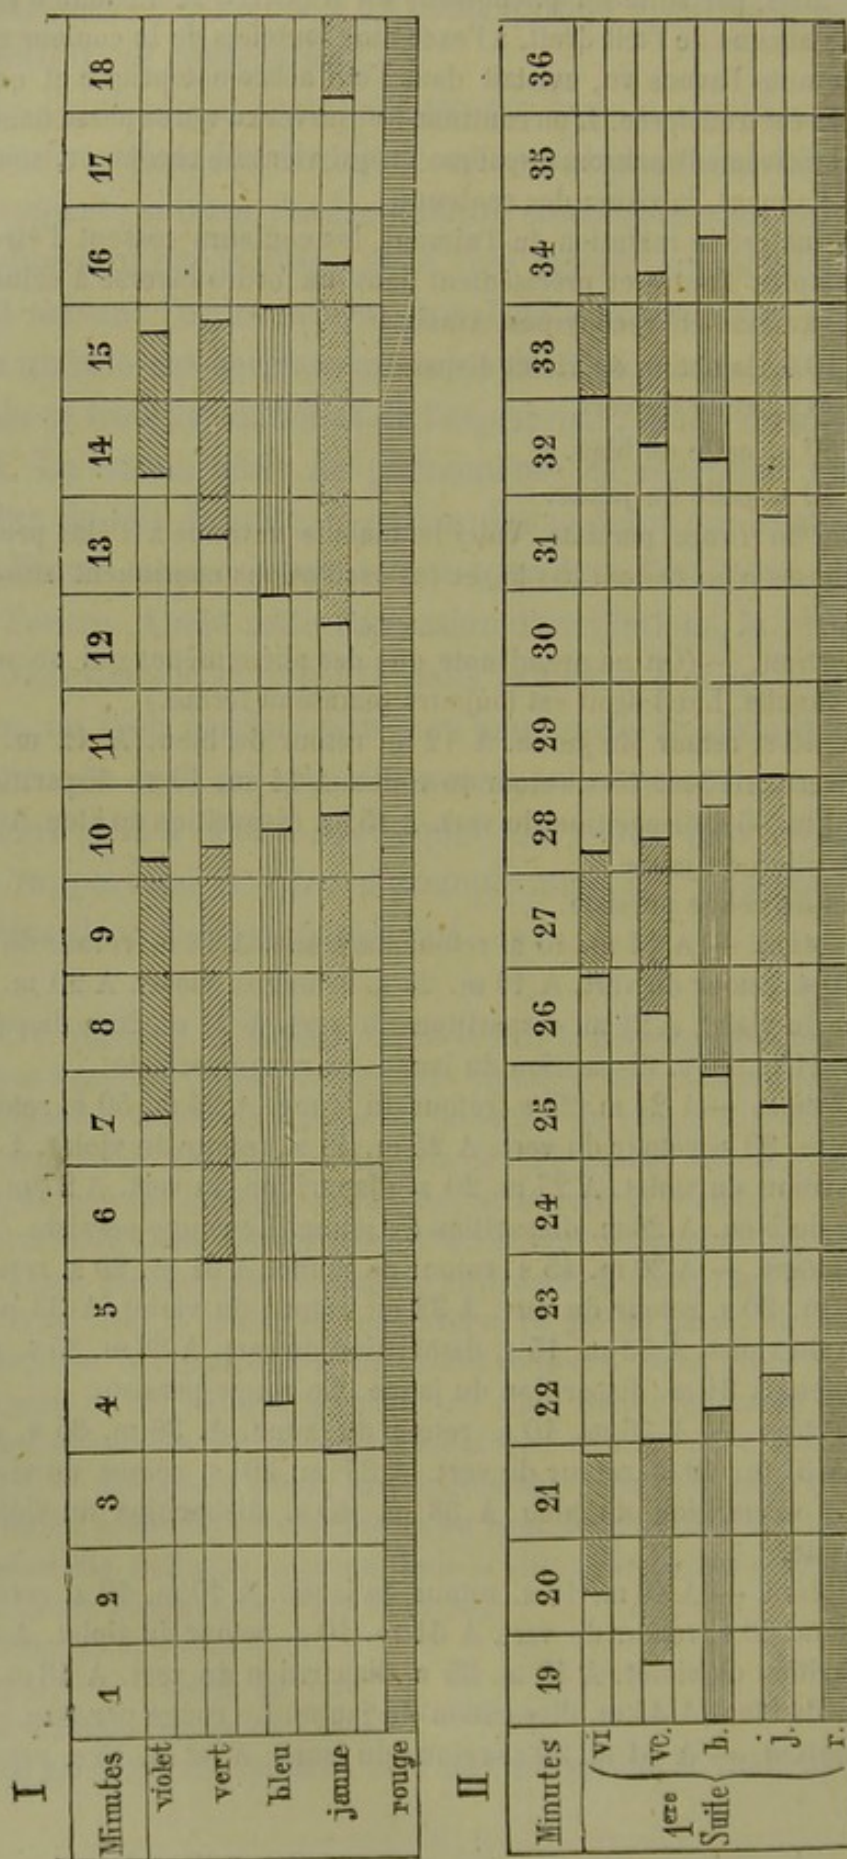 I
Minutes 1 2 3 4 5 6 7 8 9 10 11 12 13 14 15 16 17 18
violet
vert
bleu
jaune
rouge
II
Minutes 19 20 21 22 23 24 25 26 27 28 29 30 31 32 33 34 35 36
1ere Suite
VI
ve.
b.
j.
r.